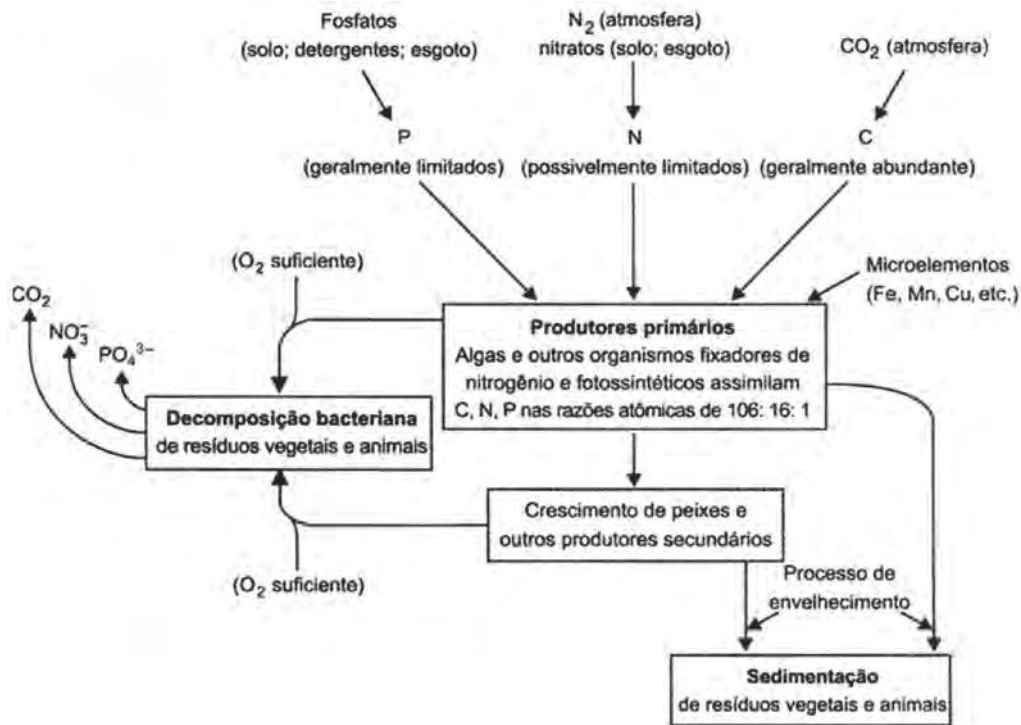 Fosfatos
(solo; detergentes; esgoto)
N₂ (atmosfera)
nitratos (solo; esgoto)
CO₂ (atmosfera)
P
(geralmente limitados)
N
(possivelmente limitados)
C
(geralmente abundante)
(O₂ suficiente)
Microelementos
(Fe, Mn, Cu, etc.)
CO₂
NO₃⁻
PO₄³⁻
Produtores primários
Algas e outros organismos fixadores de
nitrogênio e fotossintéticos assimilam
C, N, P nas razões atômicas de 106: 16: 1
Decomposição bacteriana
de resíduos vegetais e animais
Crescimento de peixes e
outros produtores secundários
(O₂ suficiente)
Processo de
envelhecimento
Sedimentação
de resíduos vegetais e animais